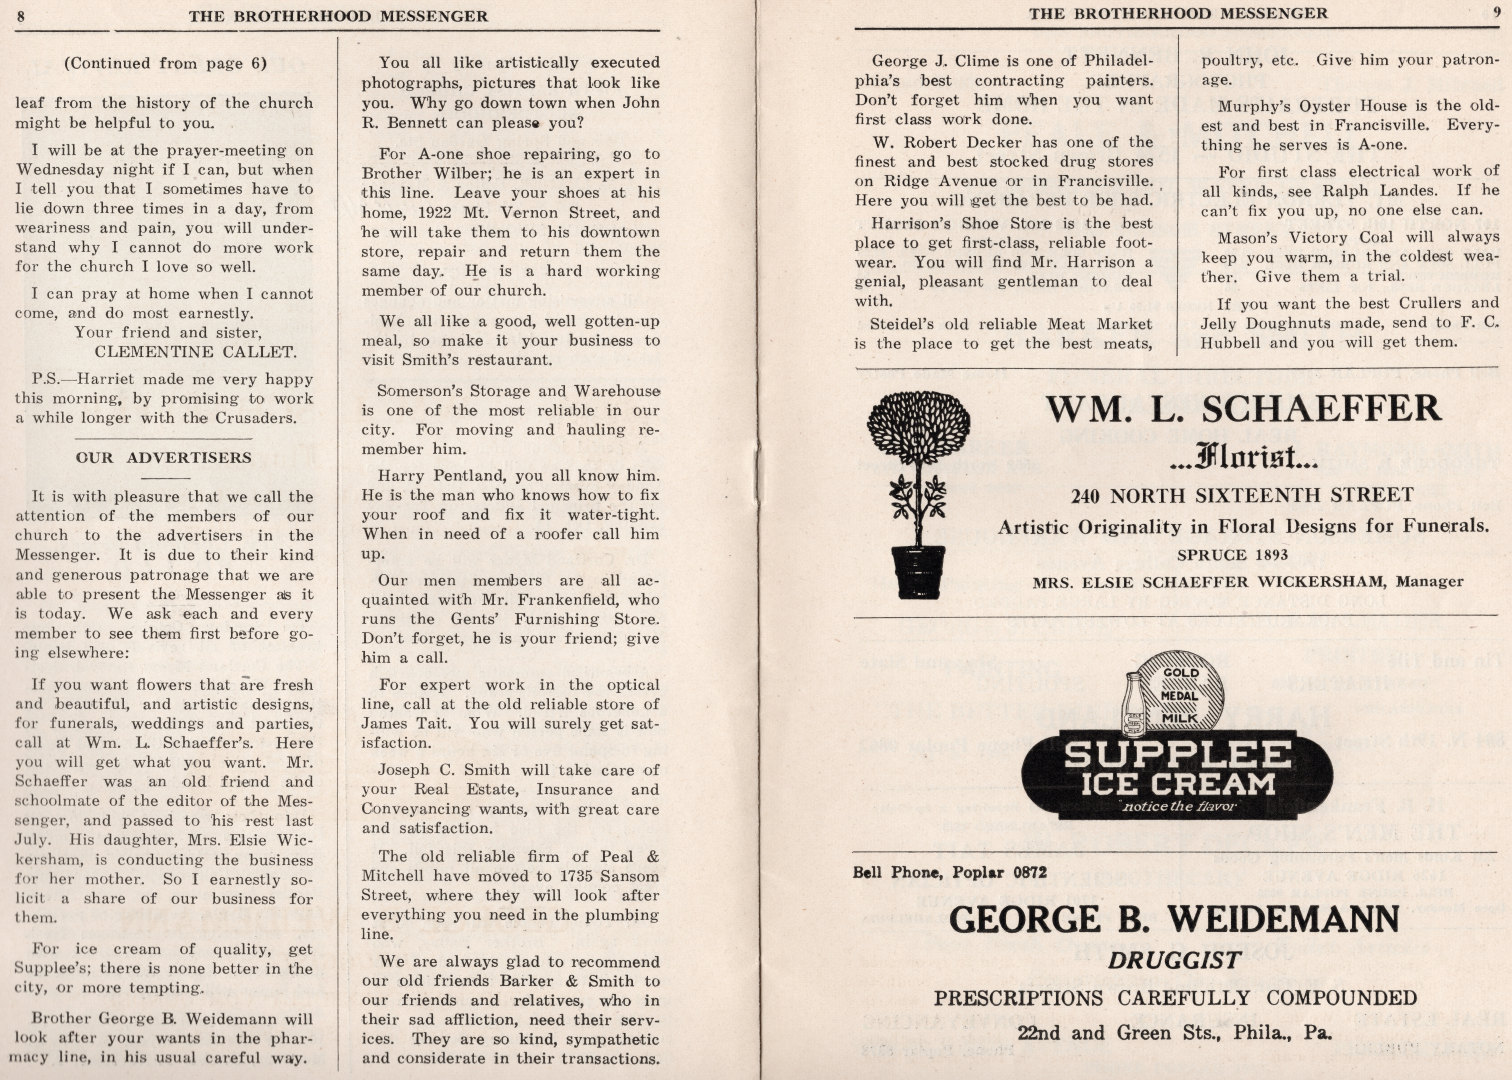 8
THE BROTHERHOOD MESSENGER
(Continued from page 6)
leaf from the history of the church
might be helpful to you.
I will be at the prayer-meeting on
Wednesday night if I can, but when
I tell you that I sometimes have to
lie down three times in a day, from
weariness and pain, you will under-
stand why I cannot do more work
for the church I love so well.
I can pray at home when I cannot
come, and do most earnestly.
Your friend and sister,
CLEMENTINE CALLET.
P.S.—Harriet made me very happy
this morning, by promising to work
a while longer with the Crusaders.
OUR ADVERTISERS
It is with pleasure that we call the
attention of the members of our
church to the advertisers in the
Messenger. It is due to their kind
and generous patronage that we are
able to present the Messenger as it
is today. We ask each and every
member to see them first before go-
ing elsewhere:
If you want flowers that are fresh
and beautiful, and artistic designs,
for funerals, weddings and parties,
call at Wm. L. Schaeffer's. Here
you will get what you want. Mr.
Schaeffer was an old friend and
schoolmate of the editor of the Mes-
senger, and passed to his rest last
July. His daughter, Mrs. Elsie Wic-
kersham, is conducting the business
for her mother. So I earnestly so-
licit a share of our business for
them.
For ice cream of quality, get
Supplee's; there is none better in the
city, or more tempting.
Brother George B. Weidemann will
look after your wants in the phar-
macy line, in his usual careful way.
You all like artistically executed
photographs, pictures that look like
you. Why go down town when John
R. Bennett can please you?
For A-one shoe repairing, go to
Brother Wilber; he is an expert in
this line. Leave your shoes at his
home, 1922 Mt. Vernon Street, and
he will take them to his downtown
store, repair and return them the
same day. He is a hard working
member of our church.
We all like a good, well gotten-up
meal, so make it your business to
visit Smith's restaurant.
Somerson's Storage and Warehouse
is one of the most reliable in our
city. For moving and hauling re-
member him.
Harry Pentland, you all know him.
He is the man who knows how to fix
your roof and fix it water-tight.
When in need of a roofer call him
up.
Our men members are all ac-
quainted with Mr. Frankenfield, who
runs the Gents' Furnishing Store.
Don't forget, he is your friend; give
him a call.
For expert work in the optical
line, call at the old reliable store of
James Tait. You will surely get sat-
isfaction.
Joseph C. Smith will take care of
your Real Estate, Insurance and
Conveyancing wants, with great care
and satisfaction.
The old reliable firm of Peal &
Mitchell have moved to 1735 Sansom
Street, where they will look after
everything you need in the plumbing
line.
We are always glad to recommend
our old friends Barker & Smith to
our friends and relatives, who in
their sad affliction, need their serv-
ices. They are so kind, sympathetic
and considerate in their transactions.
THE BROTHERHOOD MESSENGER
9
George J. Clime is one of Philadel-
phia's best contracting painters.
Don't forget him when you want
first class work done.
W. Robert Decker has one of the
finest and best stocked drug stores
on Ridge Avenue or in Francisville.
Here you will get the best to be had.
Harrison's Shoe Store is the best
place to get first-class, reliable foot-
wear. You will find Mr. Harrison a
genial, pleasant gentleman to deal
with.
Steidel's old reliable Meat Market
is the place to get the best meats,
poultry, etc. Give him your patron-
age.
Murphy's Oyster House is the old-
est and best in Francisville. Every-
thing he serves is A-one.
For first class electrical work of
all kinds, see Ralph Landes. If he
can't fix you up, no one else can.
Mason's Victory Coal will always
keep you warm, in the coldest wea-
ther. Give them a trial.
If you want the best Crullers and
Jelly Doughnuts made, send to F. C.
Hubbell and you will get them.
WM. L. SCHAEFFER
...Florist...
240 NORTH SIXTEENTH STREET
Artistic Originality in Floral Designs for Funerals.
SPRUCE 1893
MRS. ELSIE SCHAEFFER WICKERSHAM, Manager
GOLD
MEDAL
MILK
SUPPLEE
ICE CREAM
"notice the flavor"
Bell Phone, Poplar 0872
GEORGE B. WEIDEMANN
DRUGGIST
PRESCRIPTIONS CAREFULLY COMPOUNDED
22nd and Green Sts., Phila., Pa.